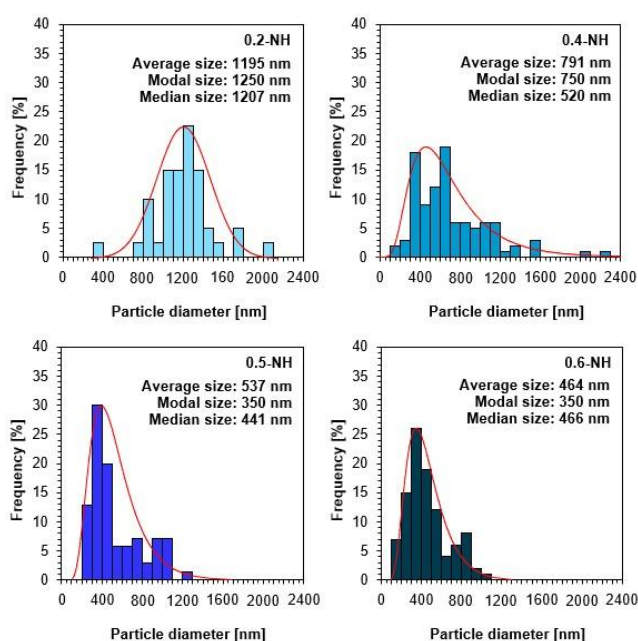 0.2-NH
Average size: 1195 nm
Modal size: 1250 nm
Median size: 1207 nm
Frequency [%]
40
35
30
25
20
15
10
5
0
0 400 800 1200 1600 2000 2400
Particle diameter [nm]
0.4-NH
Average size: 791 nm
Modal size: 750 nm
Median size: 520 nm
Frequency [%]
40
35
30
25
20
15
10
5
0
0 400 800 1200 1600 2000 2400
Particle diameter [nm]
0.5-NH
Average size: 537 nm
Modal size: 350 nm
Median size: 441 nm
Frequency [%]
40
35
30
25
20
15
10
5
0
0 400 800 1200 1600 2000 2400
Particle diameter [nm]
0.6-NH
Average size: 464 nm
Modal size: 350 nm
Median size: 466 nm
Frequency [%]
40
35
30
25
20
15
10
5
0
0 400 800 1200 1600 2000 2400
Particle diameter [nm]